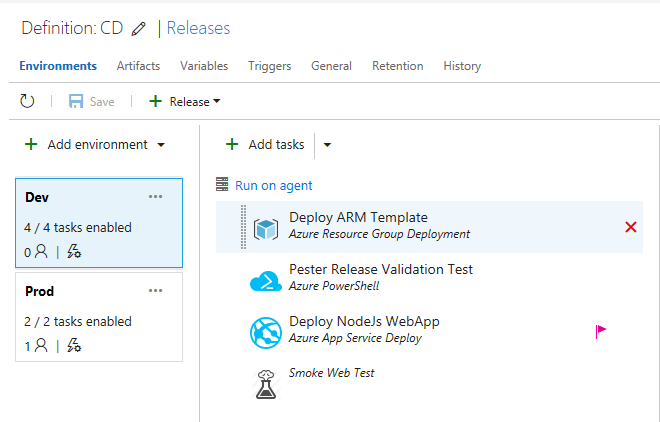 Definition: CD | Releases
Environments Artifacts Variables Triggers General Retention History
Save + Release
+ Add environment
+ Add tasks
Dev ...
4 / 4 tasks enabled
0 |
Prod ...
2 / 2 tasks enabled
1 |
Run on agent
Deploy ARM Template
Azure Resource Group Deployment
Pester Release Validation Test
Azure PowerShell
Deploy NodeJs WebApp
Azure App Service Deploy
Smoke Web Test